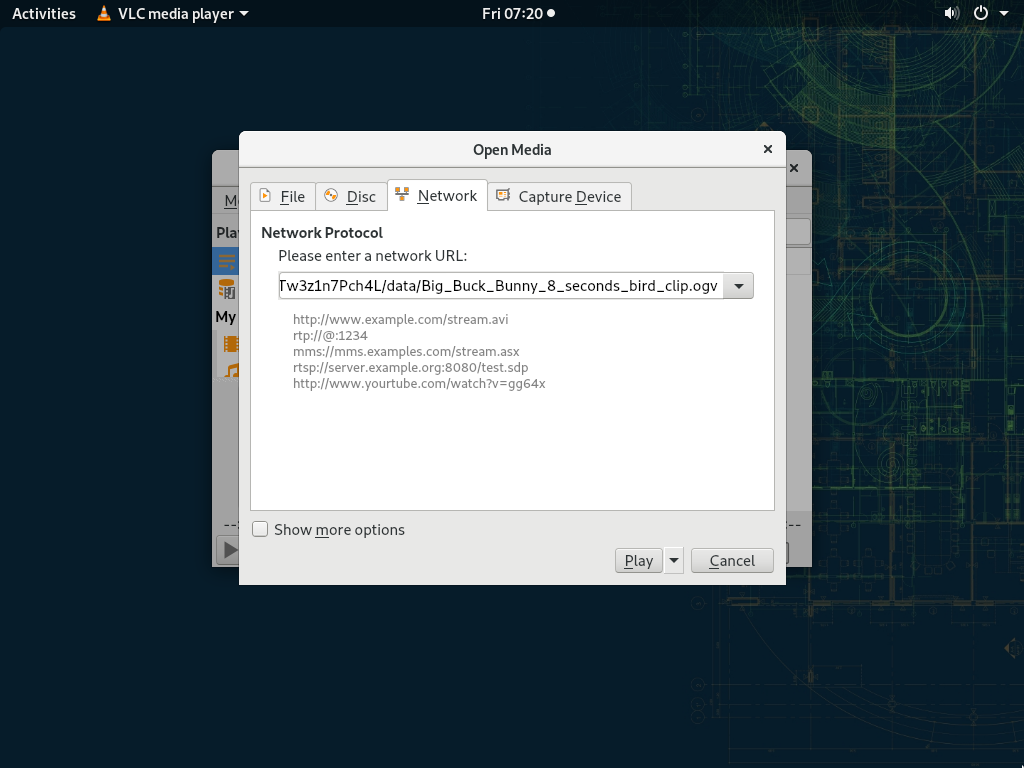 Activities VLC media player Fri 07:20
Open Media
File Disc Network Capture Device
Network Protocol
Please enter a network URL:
Tw3z1n7Pch4L/data/Big_Buck_Bunny_8_seconds_bird_clip.ogv
http://www.example.com/stream.avi
rtp://@:1234
mms://mms.examples.com/stream.asx
rtsp://server.example.org:8080/test.sdp
http://www.yourtube.com/watch?v=gg64x
My
Show more options
Play Cancel